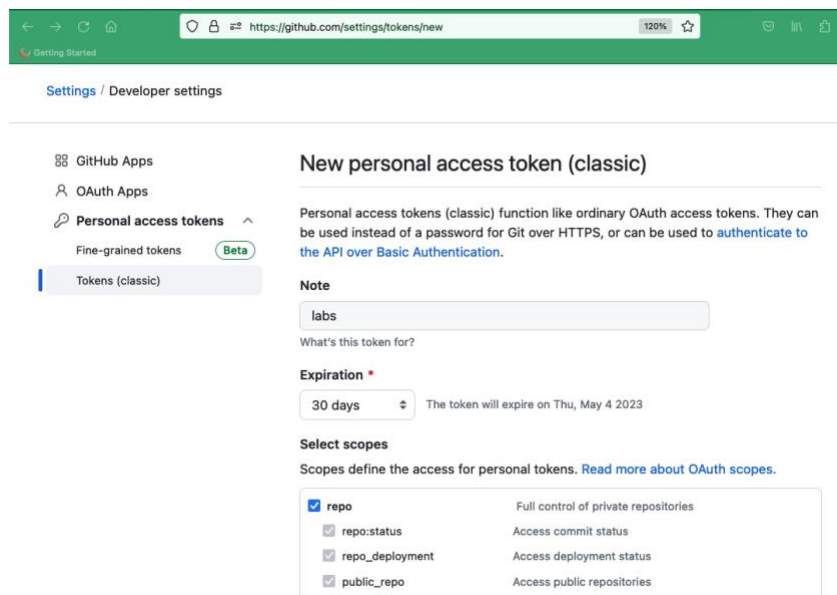 https://github.com/settings/tokens/new
120%
Getting Started
Settings / Developer settings
GitHub Apps
OAuth Apps
Personal access tokens
Fine-grained tokens Beta
Tokens (classic)
New personal access token (classic)
Personal access tokens (classic) function like ordinary OAuth access tokens. They can
be used instead of a password for Git over HTTPS, or can be used to authenticate to
the API over Basic Authentication.
Note
labs
What's this token for?
Expiration *
30 days The token will expire on Thu, May 4 2023
Select scopes
Scopes define the access for personal tokens. Read more about OAuth scopes.
repo Full control of private repositories
repo:status Access commit status
repo_deployment Access deployment status
public_repo Access public repositories